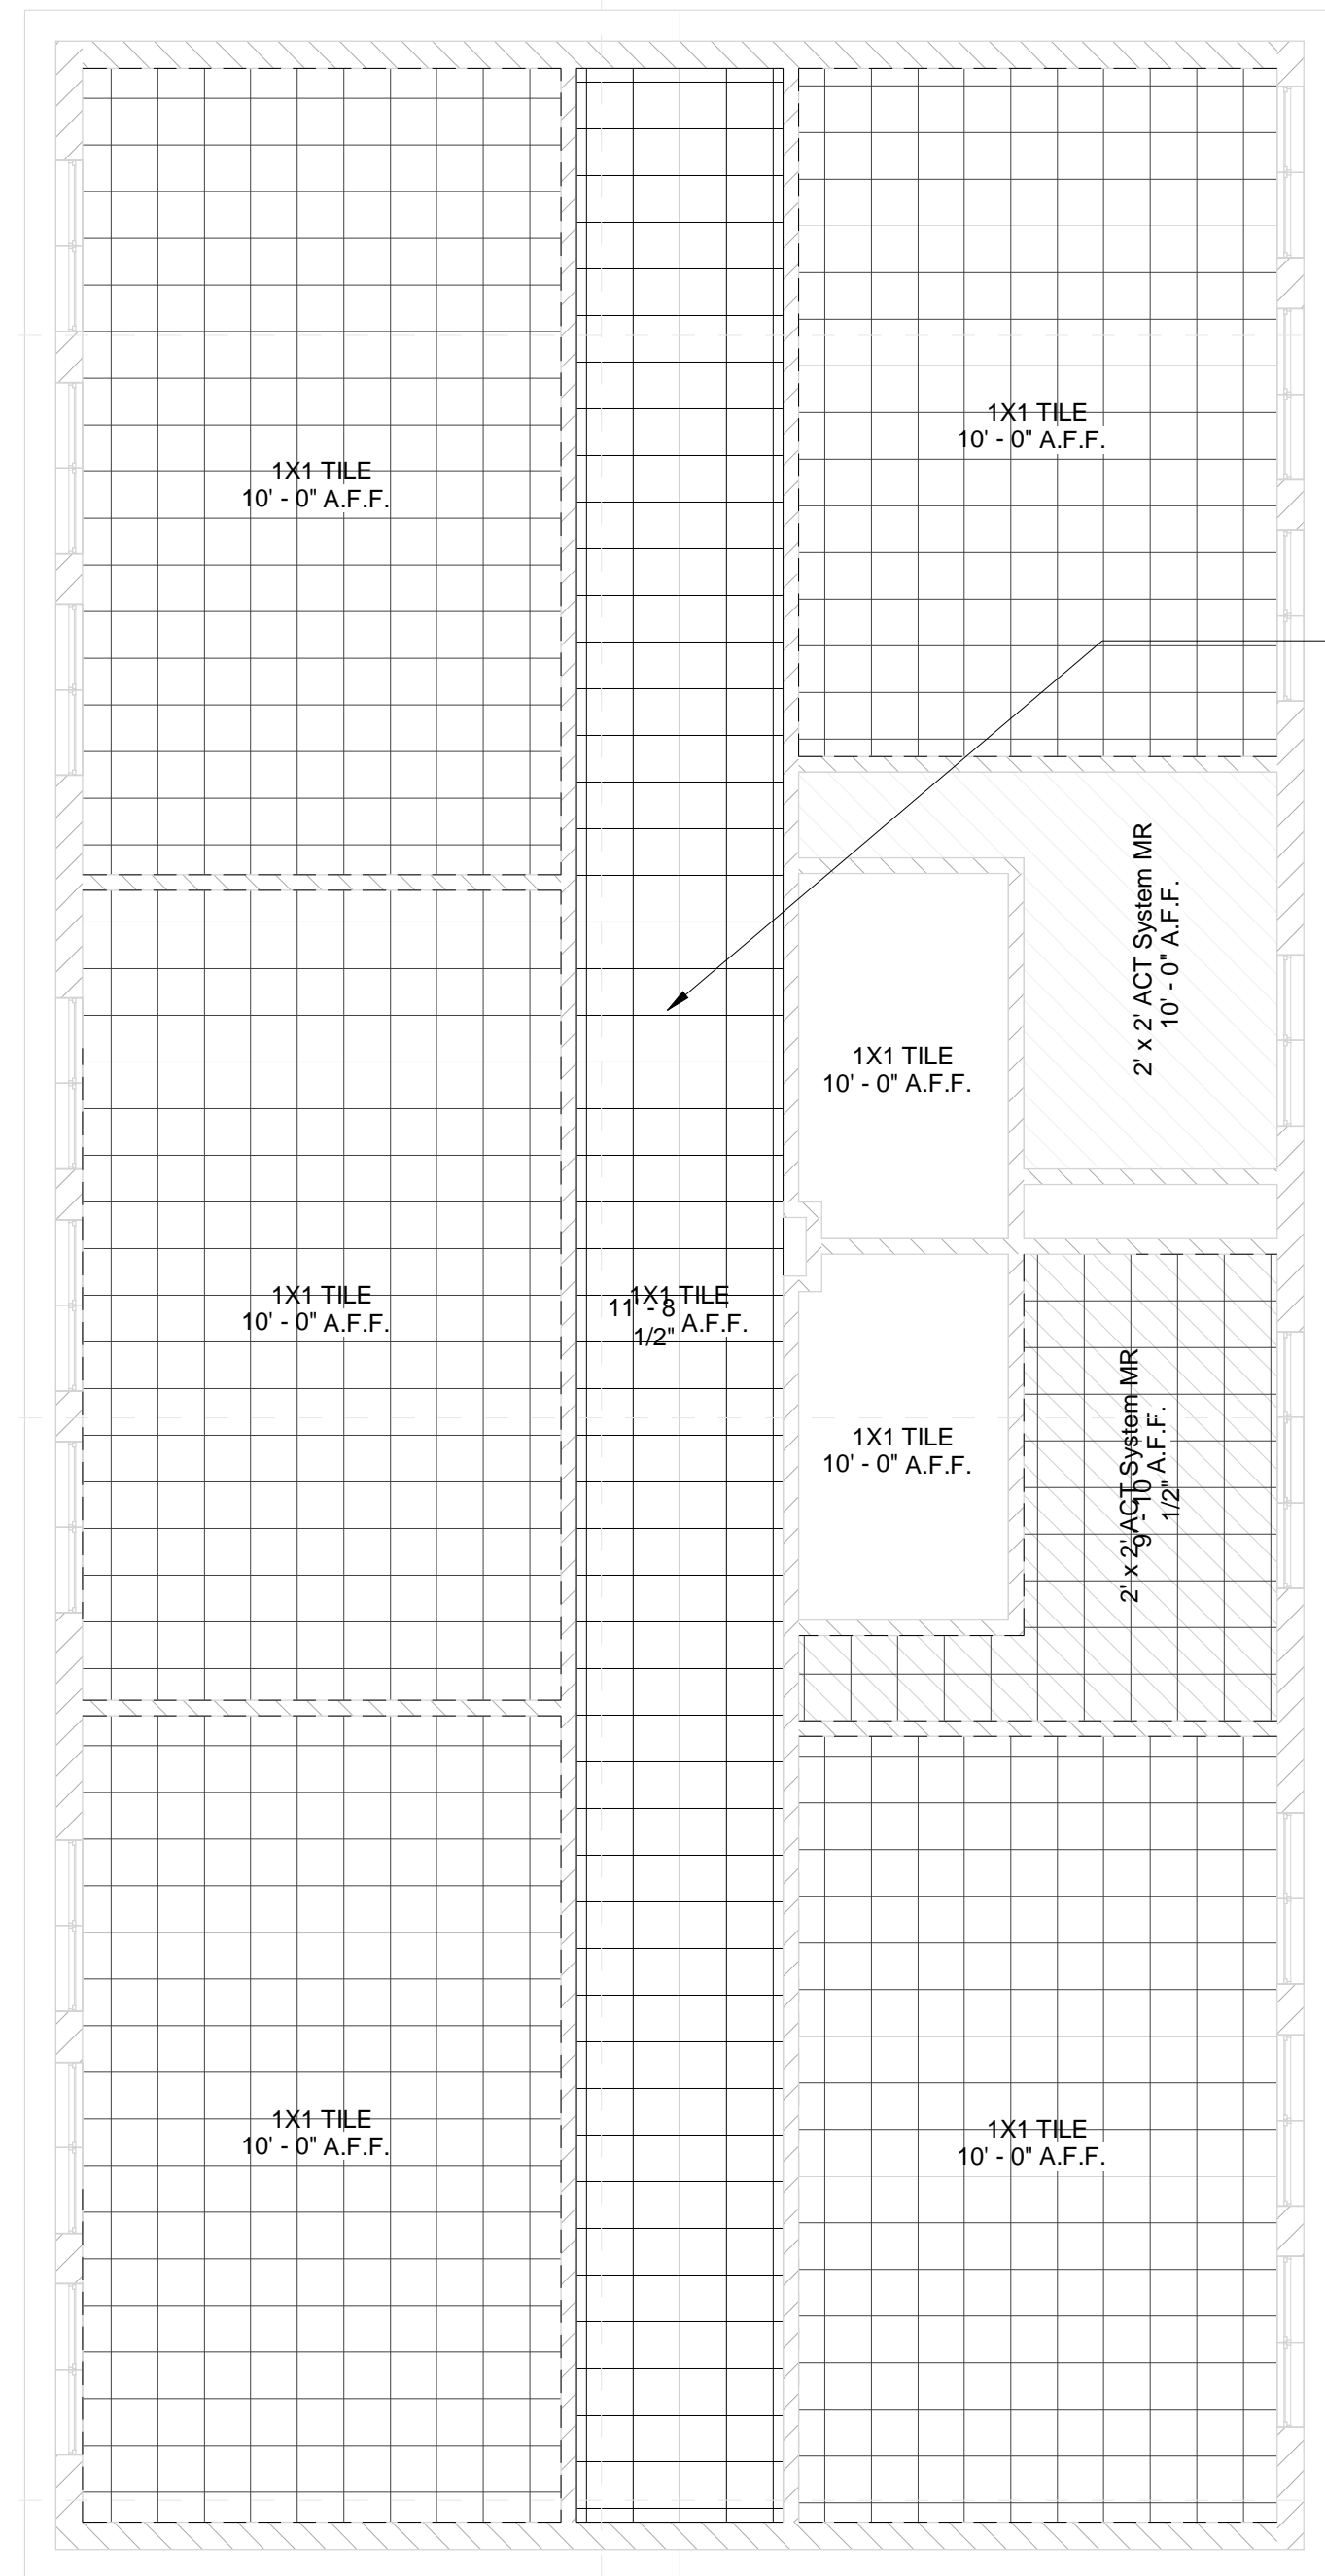 1X1 TILE
10' - 0" A.F.F.
1X1 TILE
10' - 0" A.F.F.
2' x 2' ACT System MR
10' - 0" A.F.F.
1X1 TILE
10' - 0" A.F.F.
1X1 TILE
10' - 0" A.F.F.
1X1 TILE
11' - 8
1/2" A.F.F.
1X1 TILE
10' - 0" A.F.F.
2' x 2' ACT System MR
9' - 10
1/2" A.F.F.
1X1 TILE
10' - 0" A.F.F.
1X1 TILE
10' - 0" A.F.F.